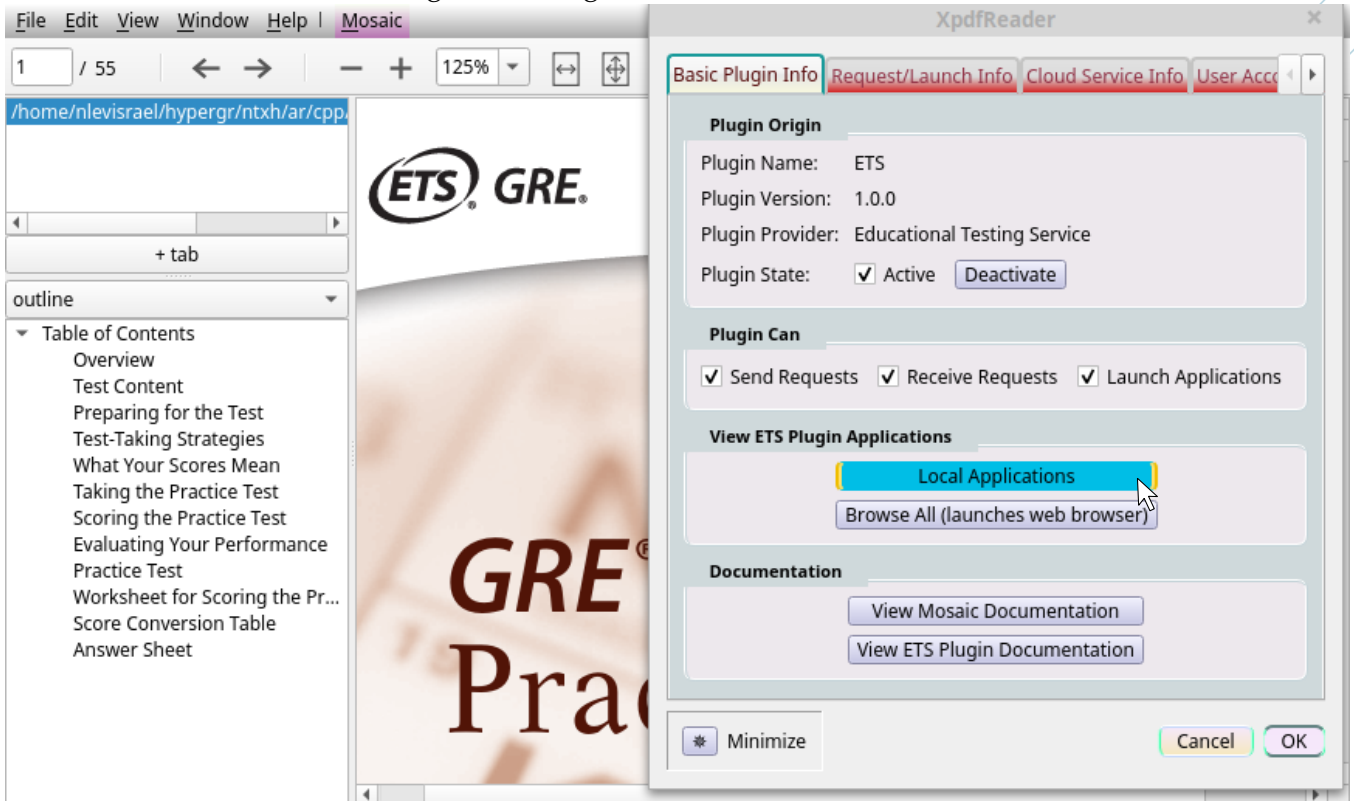 File Edit View Window Help Mosaic
1 / 55 125%
/home/nlevisrael/hypergr/ntxh/ar/cpp/
+ tab
outline
Table of Contents
Overview
Test Content
Preparing for the Test
Test-Taking Strategies
What Your Scores Mean
Taking the Practice Test
Scoring the Practice Test
Evaluating Your Performance
Practice Test
Worksheet for Scoring the Pr...
Score Conversion Table
Answer Sheet
ETS® GRE®
GRE®
Prac
XpdfReader
Basic Plugin Info Request/Launch Info Cloud Service Info User Acco
Plugin Origin
Plugin Name: ETS
Plugin Version: 1.0.0
Plugin Provider: Educational Testing Service
Plugin State: Active Deactivate
Plugin Can
Send Requests Receive Requests Launch Applications
View ETS Plugin Applications
Local Applications
Browse All (launches web browser)
Documentation
View Mosaic Documentation
View ETS Plugin Documentation
Minimize Cancel OK